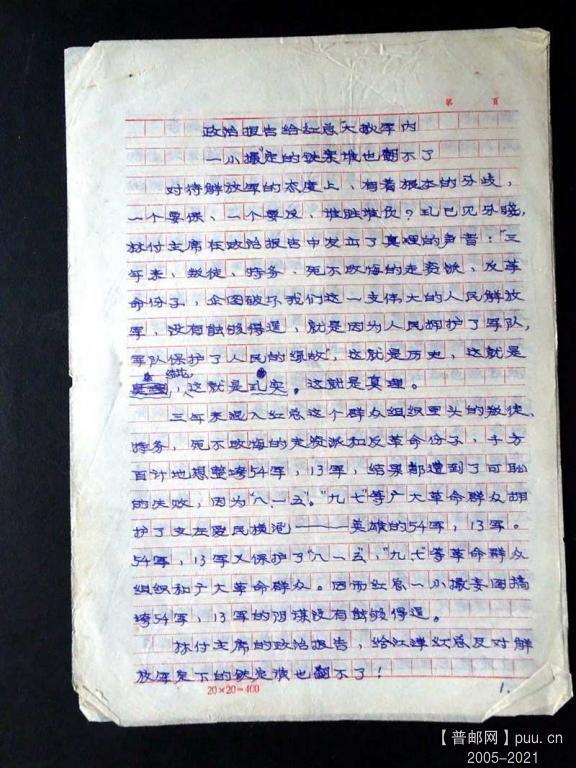 第 页
政治报告给红总"大敌军内
一小撮"定的铁案谁也翻不了
对待解放军的态度上，有着根本的分歧，
一个要保、一个要反、谁胜谁负？现已见分晓，
林付主席在政治报告中发出了真理的声音："三
年来，叛徒、特务、死不改悔的走资派、反革
命份子，企图破坏我们这一支伟大的人民解放
军，没有能够得逞，就是因为人民拥护了军队，
军队保护了人民的缘故"，这就是历史，这就是
结论，这就是现实。这就是真理。
三年来混入红总这个群众组织里头的叛徒、
特务，死不改悔的走资派和反革命份子，千方
百计地想整垮54军，13军，结果都遭到了可耻
的失败，因为"八一五"。"九七"等广大革命群众拥
护了支左爱民模范———英雄的54军，13军。
54军，13军又保护了"八一五"，"九七"等革命群众
组织和广大革命群众。因而红总一小撮妄图搞
垮54军，13军的阴谋没有能够得逞。
林付主席的政治报告，给江津红总反对解
放军定下的铁定谁也翻不了！
20×20=400
1.
【普邮网】puu.cn
2005-2021